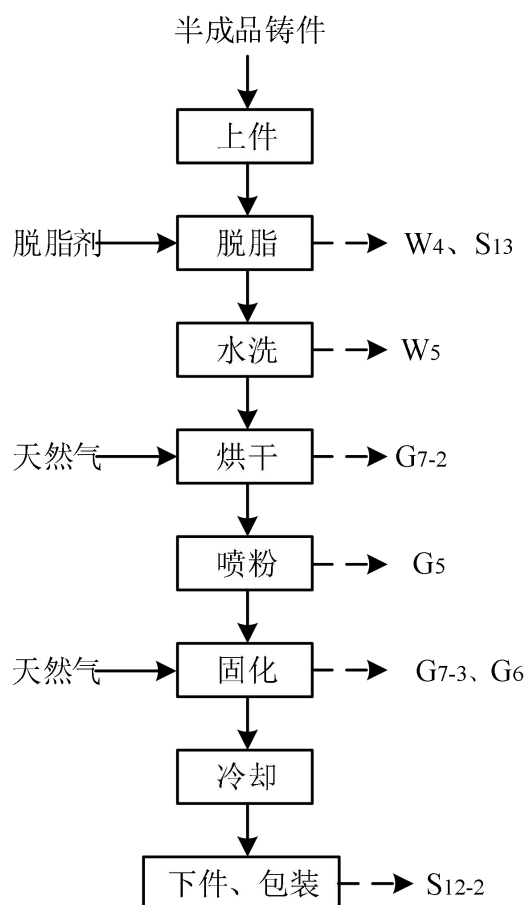 半成品铸件
上件
脱脂剂 脱脂 W4、S13
水洗 W5
天然气 烘干 G7-2
喷粉 G5
天然气 固化 G7-3、G6
冷却
下件、包装 S12-2